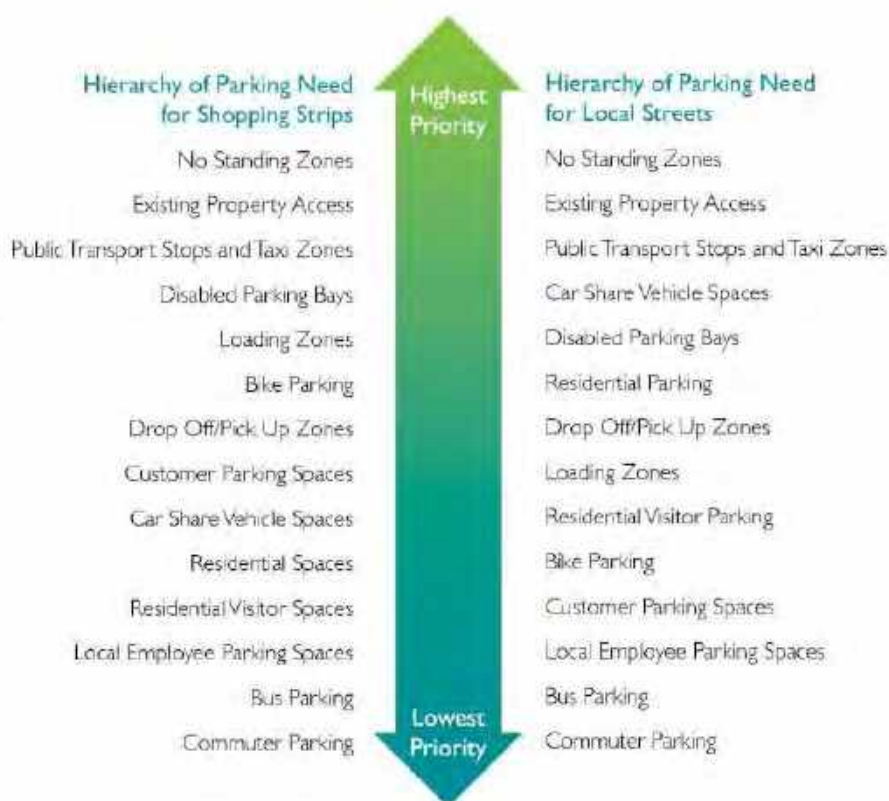 Hierarchy of Parking Need
for Shopping Strips
No Standing Zones
Existing Property Access
Public Transport Stops and Taxi Zones
Disabled Parking Bays
Loading Zones
Bike Parking
Drop Off/Pick Up Zones
Customer Parking Spaces
Car Share Vehicle Spaces
Residential Spaces
Residential Visitor Spaces
Local Employee Parking Spaces
Bus Parking
Commuter Parking
Highest
Priority
Lowest
Priority
Hierarchy of Parking Need
for Local Streets
No Standing Zones
Existing Property Access
Public Transport Stops and Taxi Zones
Car Share Vehicle Spaces
Disabled Parking Bays
Residential Parking
Drop Off/Pick Up Zones
Loading Zones
Residential Visitor Parking
Bike Parking
Customer Parking Spaces
Local Employee Parking Spaces
Bus Parking
Commuter Parking